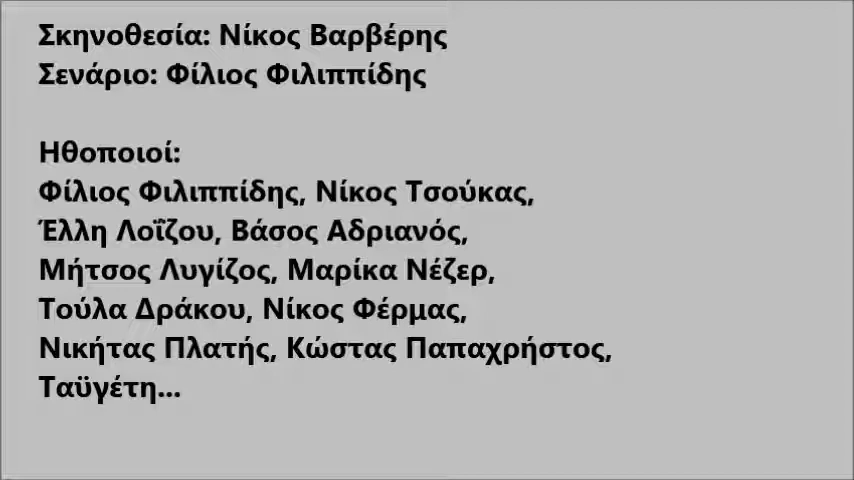 Σκηνοθεσία: Νίκος Βαρβέρης
Σενάριο: Φίλιος Φιλιππίδης
Ηθοποιοί:
Φίλιος Φιλιππίδης, Νίκος Τσούκας,
Έλλη Λοΐζου, Βάσος Αδριανός,
Μήτσος Λυγίζος, Μαρίκα Νέζερ,
Τούλα Δράκου, Νίκος Φέρμας,
Νικήτας Πλατής, Κώστας Παπαχρήστος,
Ταϋγέτη...